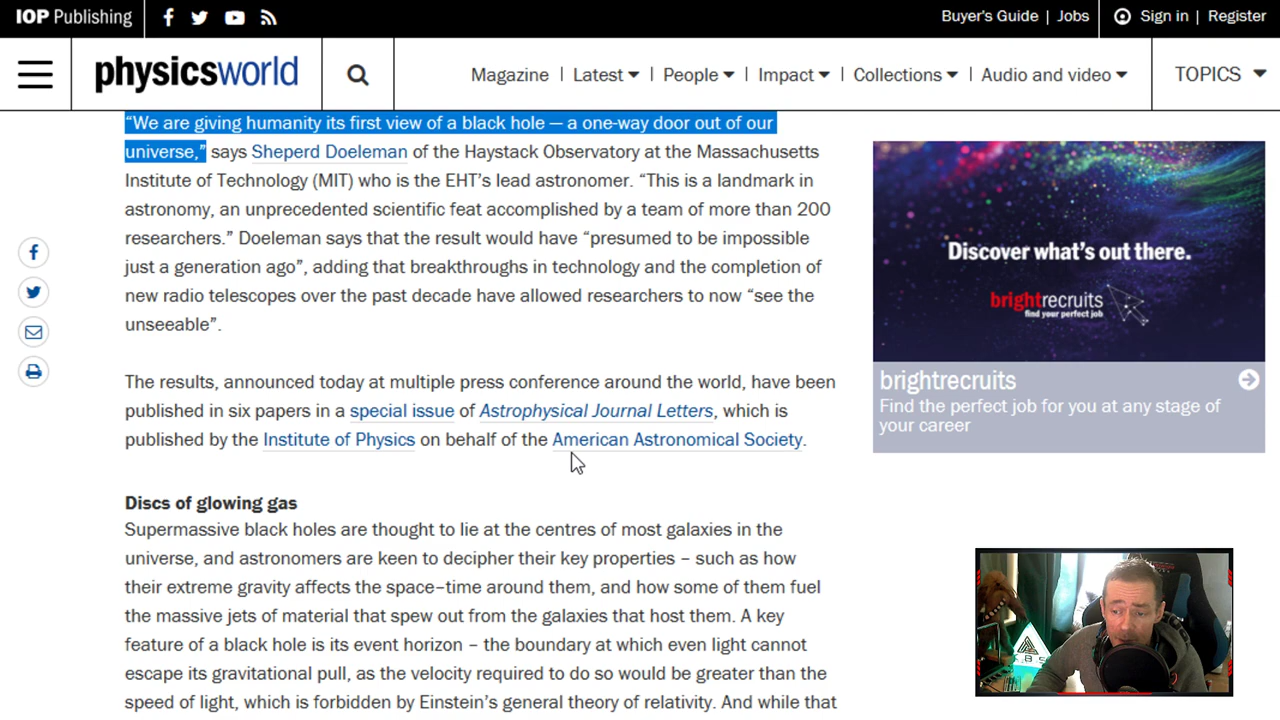 IOP Publishing
Buyer's Guide | Jobs
Sign in | Register
physicsworld
Magazine | Latest | People | Impact | Collections | Audio and video
TOPICS
“We are giving humanity its first view of a black hole — a one-way door out of our
universe,” says Sheperd Doeleman of the Haystack Observatory at the Massachusetts
Institute of Technology (MIT) who is the EHT’s lead astronomer. “This is a landmark in
astronomy, an unprecedented scientific feat accomplished by a team of more than 200
researchers.” Doeleman says that the result would have “presumed to be impossible
just a generation ago”, adding that breakthroughs in technology and the completion of
new radio telescopes over the past decade have allowed researchers to now “see the
unseeable”.
The results, announced today at multiple press conference around the world, have been
published in six papers in a special issue of Astrophysical Journal Letters, which is
published by the Institute of Physics on behalf of the American Astronomical Society.
Discs of glowing gas
Supermassive black holes are thought to lie at the centres of most galaxies in the
universe, and astronomers are keen to decipher their key properties – such as how
their extreme gravity affects the space–time around them, and how some of them fuel
the massive jets of material that spew out from the galaxies that host them. A key
feature of a black hole is its event horizon – the boundary at which even light cannot
escape its gravitational pull, as the velocity required to do so would be greater than the
speed of light, which is forbidden by Einstein’s general theory of relativity. And while that
Discover what’s out there.
brightrecruits
find your perfect job
brightrecruits
Find the perfect job for you at any stage of
your career